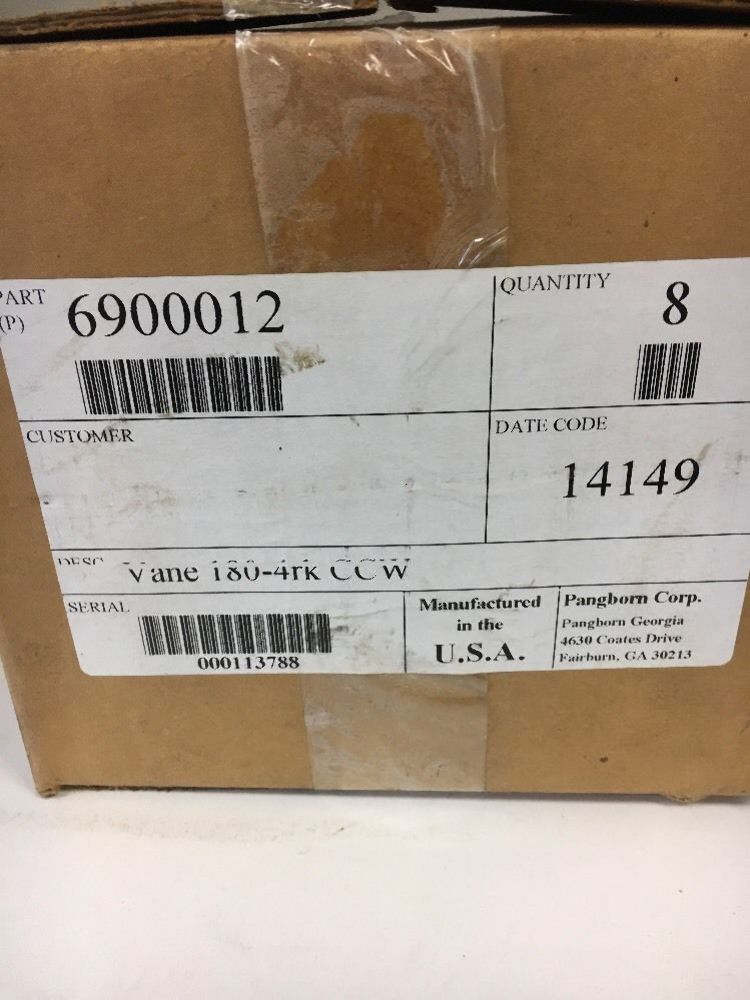 PART
(P)
6900012
QUANTITY
8
CUSTOMER
DATE CODE
14149
DESC
Vane 180-4rk CCW
SERIAL
000113788
Manufactured
in the
U.S.A.
Pangborn Corp.
Pangborn Georgia
4630 Coates Drive
Fairburn, GA 30213